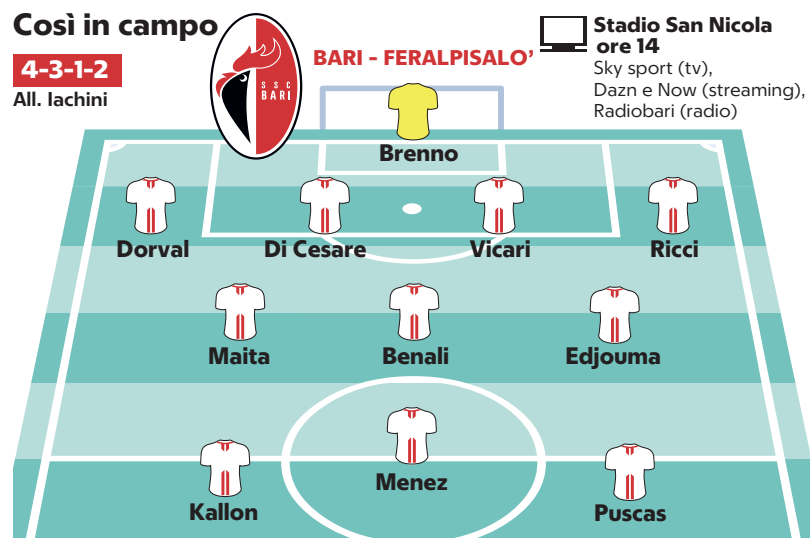 Così in campo
4-3-1-2
All. Iachini
SSC
BARI
BARI - FERALPISALO’
Stadio San Nicola
ore 14
Sky sport (tv),
Dazn e Now (streaming),
Radiobari (radio)
Brenno
Dorval
Di Cesare
Vicari
Ricci
Maita
Benali
Edjouma
Kallon
Menez
Puscas